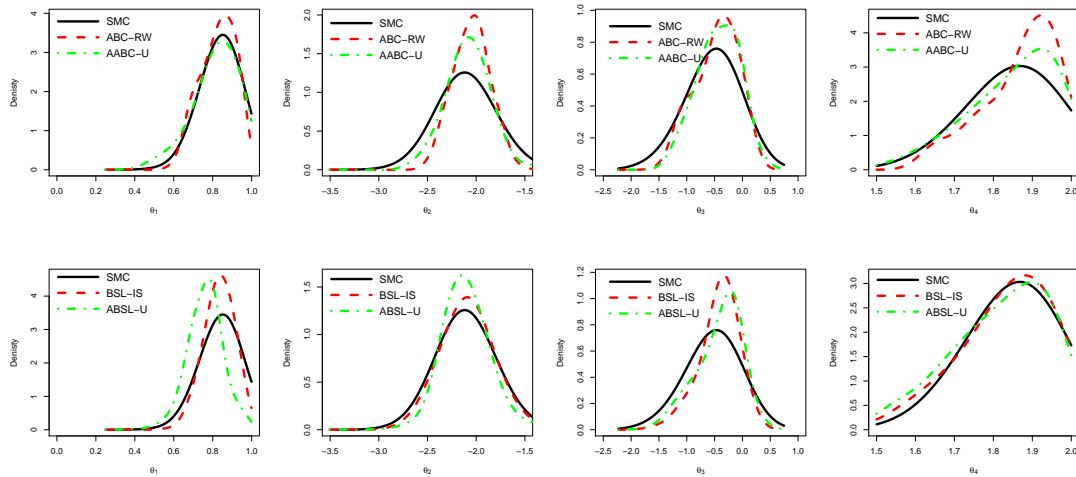 SMC
ABC−RW
AABC−U
Denisty
0 1 2 3 4
0.0 0.2 0.4 0.6 0.8 1.0
θ1
SMC
ABC−RW
AABC−U
Denisty
0.0 0.5 1.0 1.5 2.0
−3.5 −3.0 −2.5 −2.0 −1.5
θ2
SMC
ABC−RW
AABC−U
Denisty
0.0 0.2 0.4 0.6 0.8 1.0
−2.5 −2.0 −1.5 −1.0 −0.5 0.0 0.5 1.0
θ3
SMC
ABC−RW
AABC−U
Denisty
0 1 2 3 4
1.5 1.6 1.7 1.8 1.9 2.0
θ4
SMC
BSL−IS
ABSL−U
Denisty
0 1 2 3 4
0.0 0.2 0.4 0.6 0.8 1.0
θ1
SMC
BSL−IS
ABSL−U
Denisty
0.0 0.5 1.0 1.5
−3.5 −3.0 −2.5 −2.0 −1.5
θ2
SMC
BSL−IS
ABSL−U
Denisty
0.0 0.2 0.4 0.6 0.8 1.0 1.2
−2.5 −2.0 −1.5 −1.0 −0.5 0.0 0.5 1.0
θ3
SMC
BSL−IS
ABSL−U
Denisty
0.0 0.5 1.0 1.5 2.0 2.5 3.0
1.5 1.6 1.7 1.8 1.9 2.0
θ4